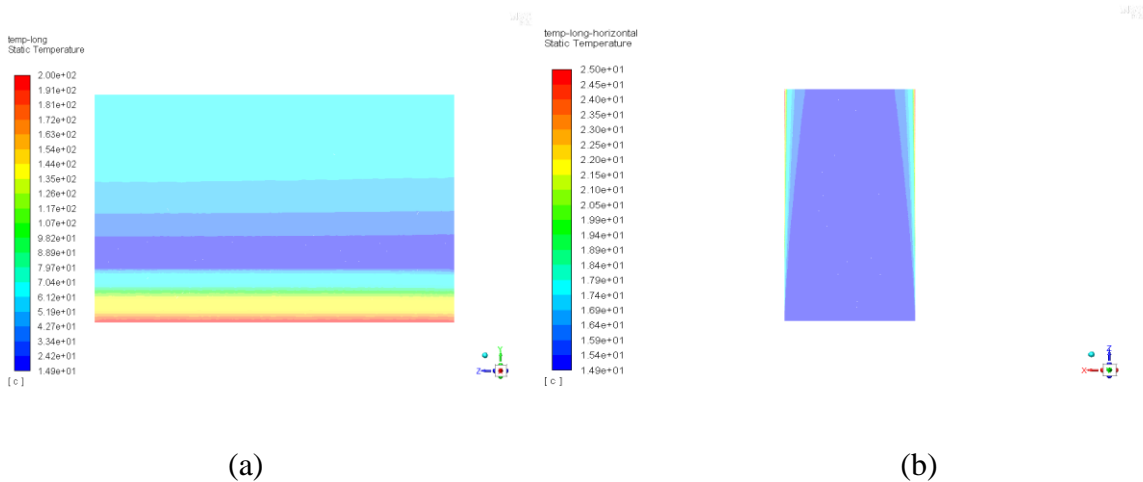 temp-long
Static Temperature
2.00e+02
1.91e+02
1.81e+02
1.72e+02
1.63e+02
1.54e+02
1.44e+02
1.35e+02
1.26e+02
1.17e+02
1.07e+02
9.82e+01
8.89e+01
7.97e+01
7.04e+01
6.12e+01
5.19e+01
4.27e+01
3.34e+01
2.42e+01
1.49e+01
[ c ]
Y
Z
(a)
temp-long-horizontal
Static Temperature
2.50e+01
2.45e+01
2.40e+01
2.35e+01
2.30e+01
2.25e+01
2.20e+01
2.15e+01
2.10e+01
2.05e+01
1.99e+01
1.94e+01
1.89e+01
1.84e+01
1.79e+01
1.74e+01
1.69e+01
1.64e+01
1.59e+01
1.54e+01
1.49e+01
[ c ]
Z
X
(b)